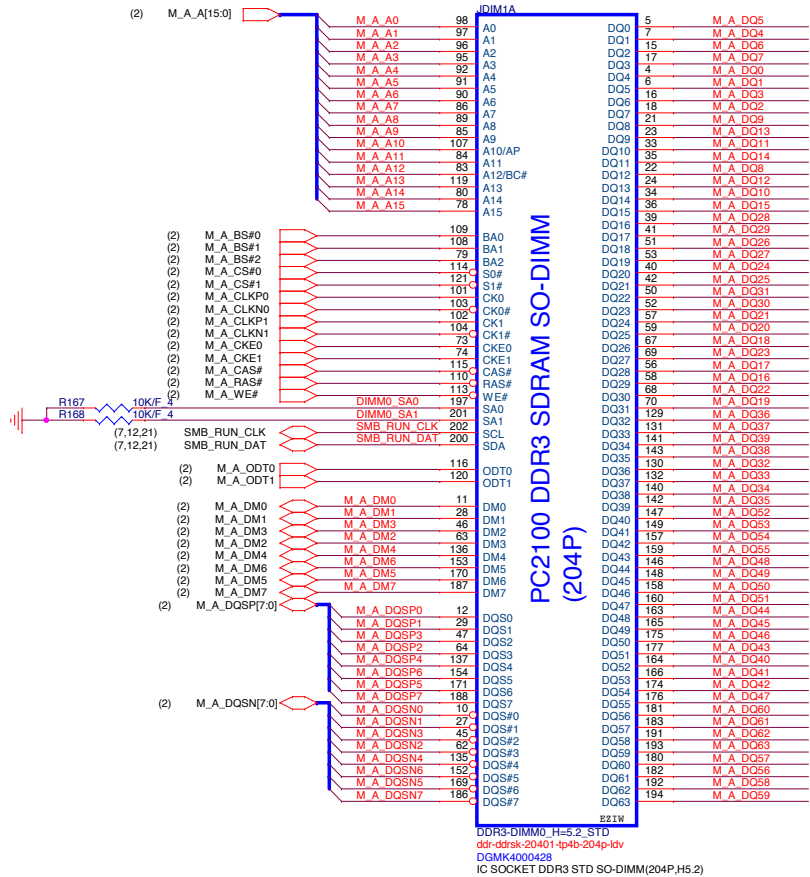 JDIM1A
(2) M_A_A[15:0]
M_A_A0 98 A0 DQ0 5 M_A_DQ5
M_A_A1 97 A1 DQ1 7 M_A_DQ4
M_A_A2 96 A2 DQ2 15 M_A_DQ6
M_A_A3 95 A3 DQ3 17 M_A_DQ7
M_A_A4 92 A4 DQ4 4 M_A_DQ0
M_A_A5 91 A5 DQ5 6 M_A_DQ1
M_A_A6 90 A6 DQ6 16 M_A_DQ3
M_A_A7 86 A7 DQ7 18 M_A_DQ2
M_A_A8 89 A8 DQ8 21 M_A_DQ9
M_A_A9 85 A9 DQ9 23 M_A_DQ13
M_A_A10 107 A10/AP DQ10 33 M_A_DQ11
M_A_A11 84 A11 DQ11 35 M_A_DQ14
M_A_A12 83 A12/BC# DQ12 22 M_A_DQ8
M_A_A13 119 A13 DQ13 24 M_A_DQ12
M_A_A14 80 A14 DQ14 34 M_A_DQ10
M_A_A15 78 A15 DQ15 36 M_A_DQ15
DQ16 39 M_A_DQ28
(2) M_A_BS#0 109 BA0 DQ17 41 M_A_DQ29
(2) M_A_BS#1 108 BA1 DQ18 51 M_A_DQ26
(2) M_A_BS#2 79 BA2 DQ19 53 M_A_DQ27
(2) M_A_CS#0 114 S0# DQ20 40 M_A_DQ24
(2) M_A_CS#1 121 S1# DQ21 42 M_A_DQ25
(2) M_A_CLKP0 101 CK0 DQ22 50 M_A_DQ31
(2) M_A_CLKN0 103 CK0# DQ23 52 M_A_DQ30
(2) M_A_CLKP1 102 CK1 DQ24 57 M_A_DQ21
(2) M_A_CLKN1 104 CK1# DQ25 59 M_A_DQ20
(2) M_A_CKE0 73 CKE0 DQ26 67 M_A_DQ18
(2) M_A_CKE1 74 CKE1 DQ27 69 M_A_DQ23
(2) M_A_CAS# 115 CAS# DQ28 56 M_A_DQ17
(2) M_A_RAS# 110 RAS# DQ29 58 M_A_DQ16
(2) M_A_WE# 113 WE# DQ30 68 M_A_DQ22
R167 10K/F_4 DIMM0_SA0 197 SA0 DQ31 70 M_A_DQ19
R168 10K/F_4 DIMM0_SA1 201 SA1 DQ32 129 M_A_DQ36
(7,12,21) SMB_RUN_CLK SMB_RUN_CLK 202 SCL DQ33 131 M_A_DQ37
(7,12,21) SMB_RUN_DAT SMB_RUN_DAT 200 SDA DQ34 141 M_A_DQ39
DQ35 143 M_A_DQ38
(2) M_A_ODT0 116 ODT0 DQ36 130 M_A_DQ32
(2) M_A_ODT1 120 ODT1 DQ37 132 M_A_DQ33
DQ38 140 M_A_DQ34
(2) M_A_DM0 M_A_DM0 11 DM0 DQ39 142 M_A_DQ35
(2) M_A_DM1 M_A_DM1 28 DM1 DQ40 147 M_A_DQ52
(2) M_A_DM3 M_A_DM3 46 DM2 DQ41 149 M_A_DQ53
(2) M_A_DM2 M_A_DM2 63 DM3 DQ42 157 M_A_DQ54
(2) M_A_DM4 M_A_DM4 136 DM4 DQ43 159 M_A_DQ55
(2) M_A_DM6 M_A_DM6 153 DM5 DQ44 146 M_A_DQ48
(2) M_A_DM5 M_A_DM5 170 DM6 DQ45 148 M_A_DQ49
(2) M_A_DM7 M_A_DM7 187 DM7 DQ46 158 M_A_DQ50
(2) M_A_DQSP[7:0] DQ47 160 M_A_DQ51
M_A_DQSP0 12 DQS0 DQ48 163 M_A_DQ44
M_A_DQSP1 29 DQS1 DQ49 165 M_A_DQ45
M_A_DQSP3 47 DQS2 DQ50 175 M_A_DQ46
M_A_DQSP2 64 DQS3 DQ51 177 M_A_DQ43
M_A_DQSP4 137 DQS4 DQ52 164 M_A_DQ40
M_A_DQSP6 154 DQS5 DQ53 166 M_A_DQ41
M_A_DQSP5 171 DQS6 DQ54 174 M_A_DQ42
M_A_DQSP7 188 DQS7 DQ55 176 M_A_DQ47
(2) M_A_DQSN[7:0] M_A_DQSN0 10 DQS#0 DQ56 181 M_A_DQ60
M_A_DQSN1 27 DQS#1 DQ57 183 M_A_DQ61
M_A_DQSN3 45 DQS#2 DQ58 191 M_A_DQ62
M_A_DQSN2 62 DQS#3 DQ59 193 M_A_DQ63
M_A_DQSN4 135 DQS#4 DQ60 180 M_A_DQ57
M_A_DQSN6 152 DQS#5 DQ61 182 M_A_DQ56
M_A_DQSN5 169 DQS#6 DQ62 192 M_A_DQ58
M_A_DQSN7 186 DQS#7 DQ63 194 M_A_DQ59
PC2100 DDR3 SDRAM SO-DIMM
(204P)
EZIW
DDR3-DIMM0_H=5.2_STD
ddr-ddrsk-20401-tp4b-204p-ldv
DGMK4000428
IC SOCKET DDR3 STD SO-DIMM(204P,H5.2)